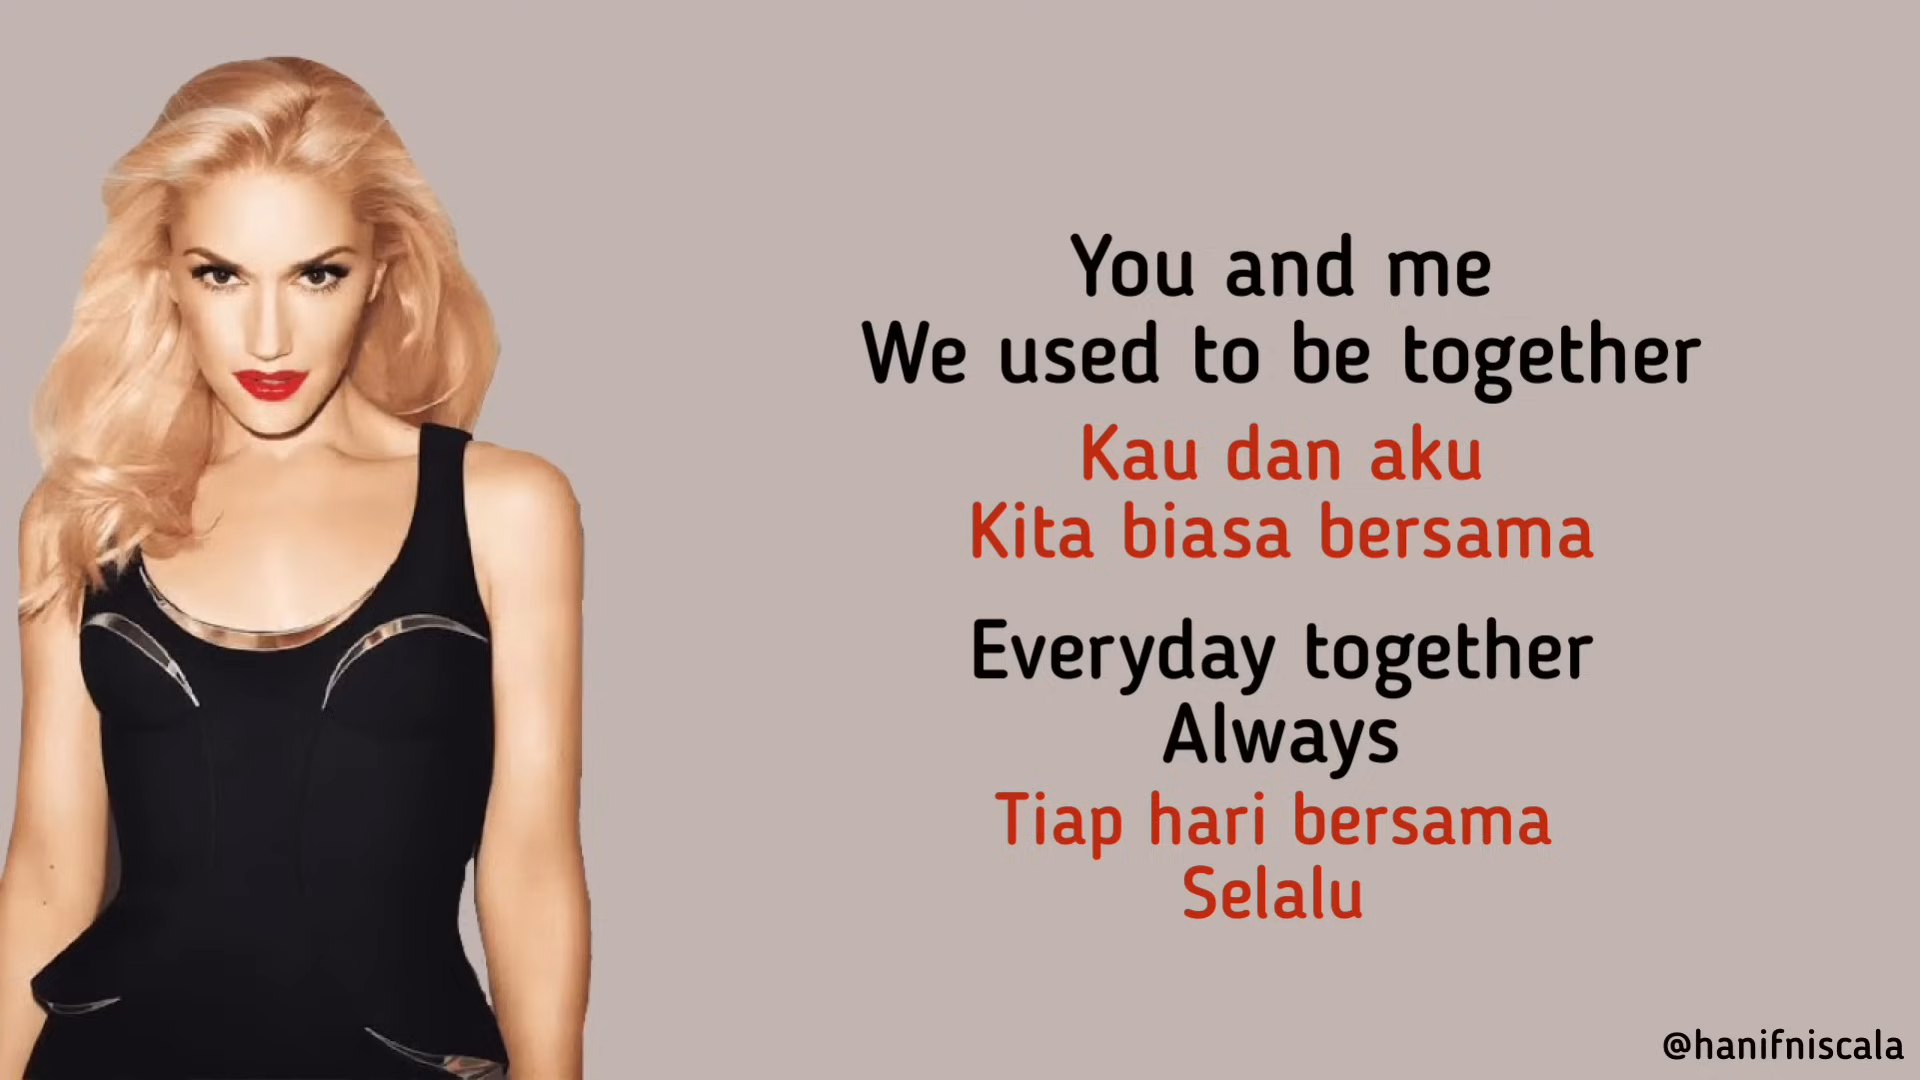 You and me
We used to be together
Kau dan aku
Kita biasa bersama
Everyday together
Always
Tiap hari bersama
Selalu
@hanifniscala